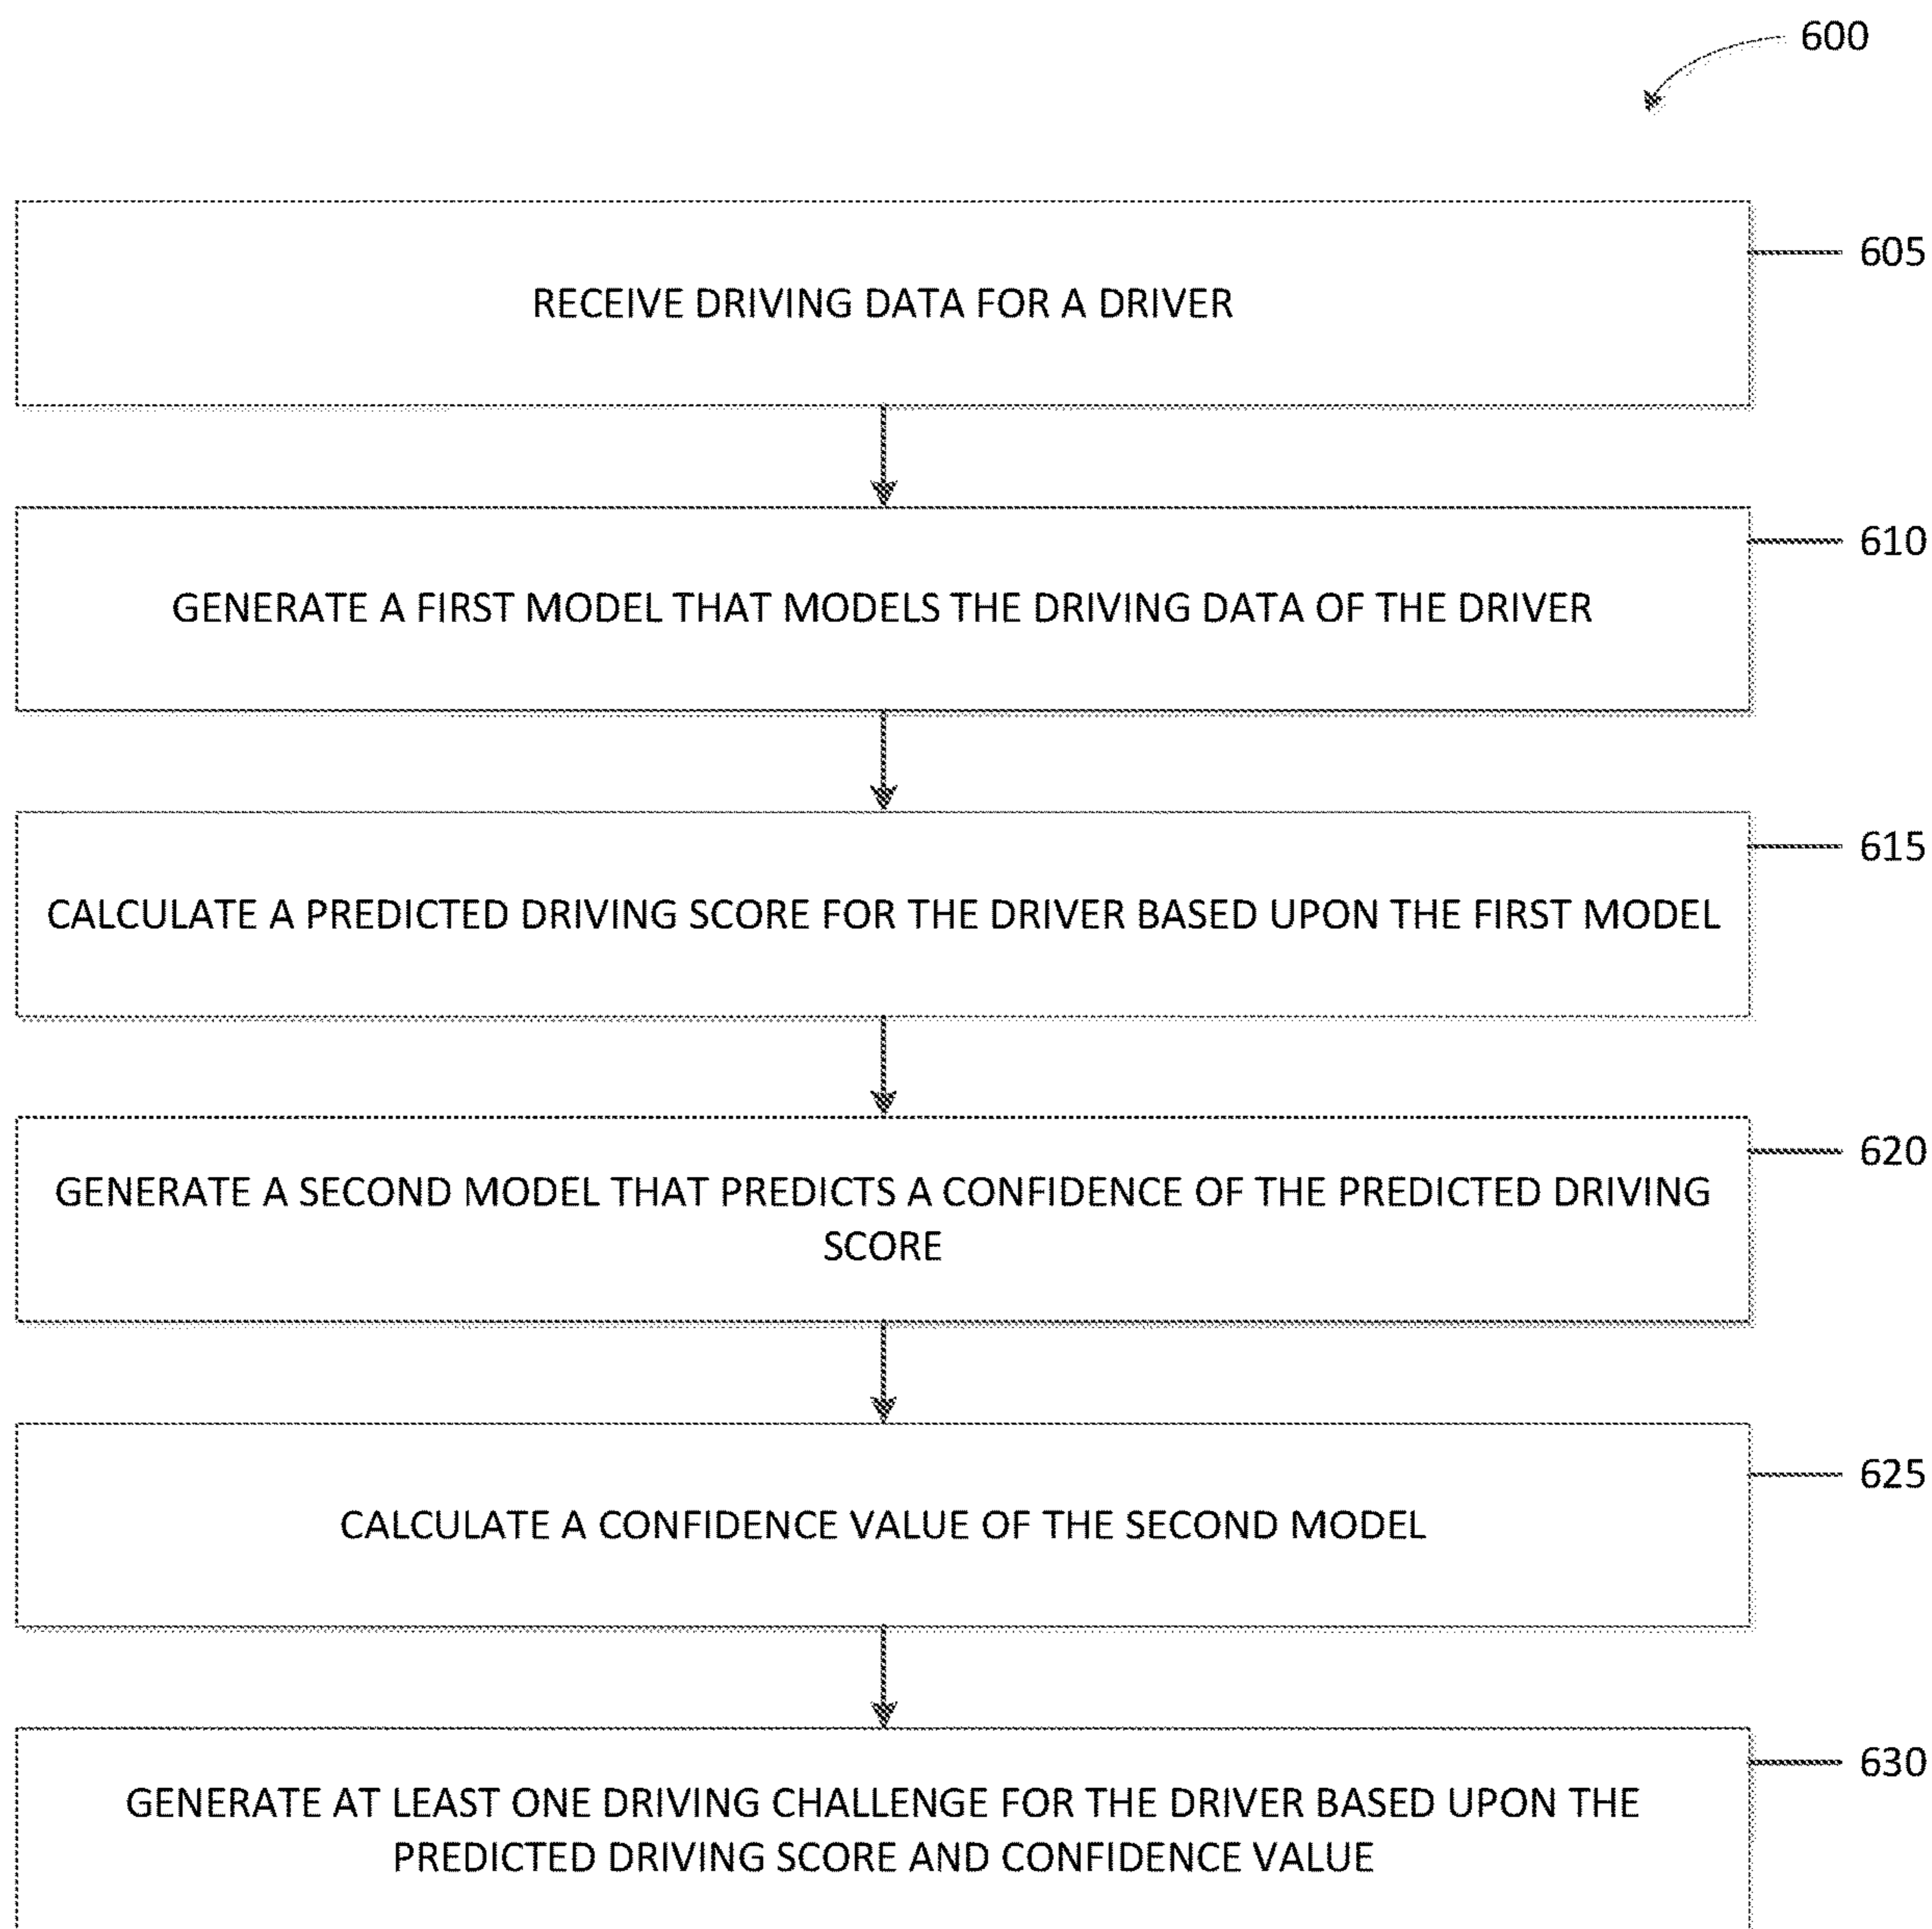 600
RECEIVE DRIVING DATA FOR A DRIVER
605
GENERATE A FIRST MODEL THAT MODELS THE DRIVING DATA OF THE DRIVER
610
CALCULATE A PREDICTED DRIVING SCORE FOR THE DRIVER BASED UPON THE FIRST MODEL
615
GENERATE A SECOND MODEL THAT PREDICTS A CONFIDENCE OF THE PREDICTED DRIVING
SCORE
620
CALCULATE A CONFIDENCE VALUE OF THE SECOND MODEL
625
GENERATE AT LEAST ONE DRIVING CHALLENGE FOR THE DRIVER BASED UPON THE
PREDICTED DRIVING SCORE AND CONFIDENCE VALUE
630